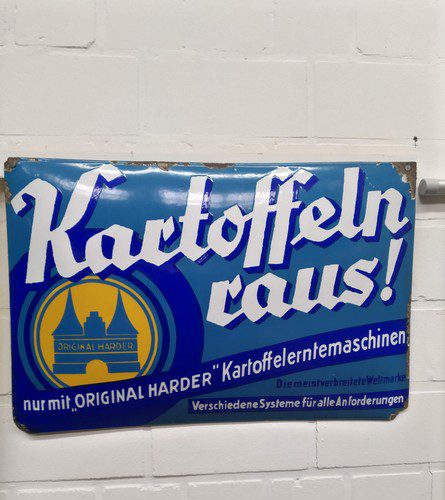 Kartoffeln
raus!
ORIGINAL HARDER
nur mit „ORIGINAL HARDER" Kartoffelerntemaschinen
Die meistverbreitete Weltmarke
Verschiedene Systeme für alle Anforderungen